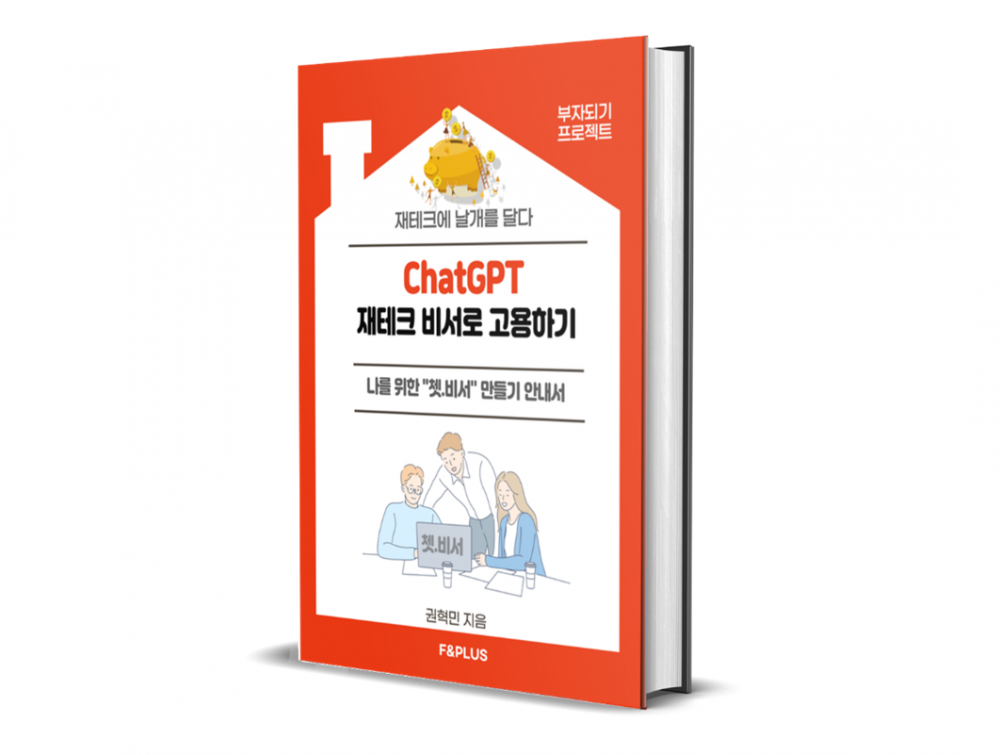 부자되기
프로젝트
재테크에 날개를 달다
ChatGPT
재테크 비서로 고용하기
나를 위한 "쳇.비서" 만들기 안내서
쳇.비서
권혁민 지음
F&PLUS